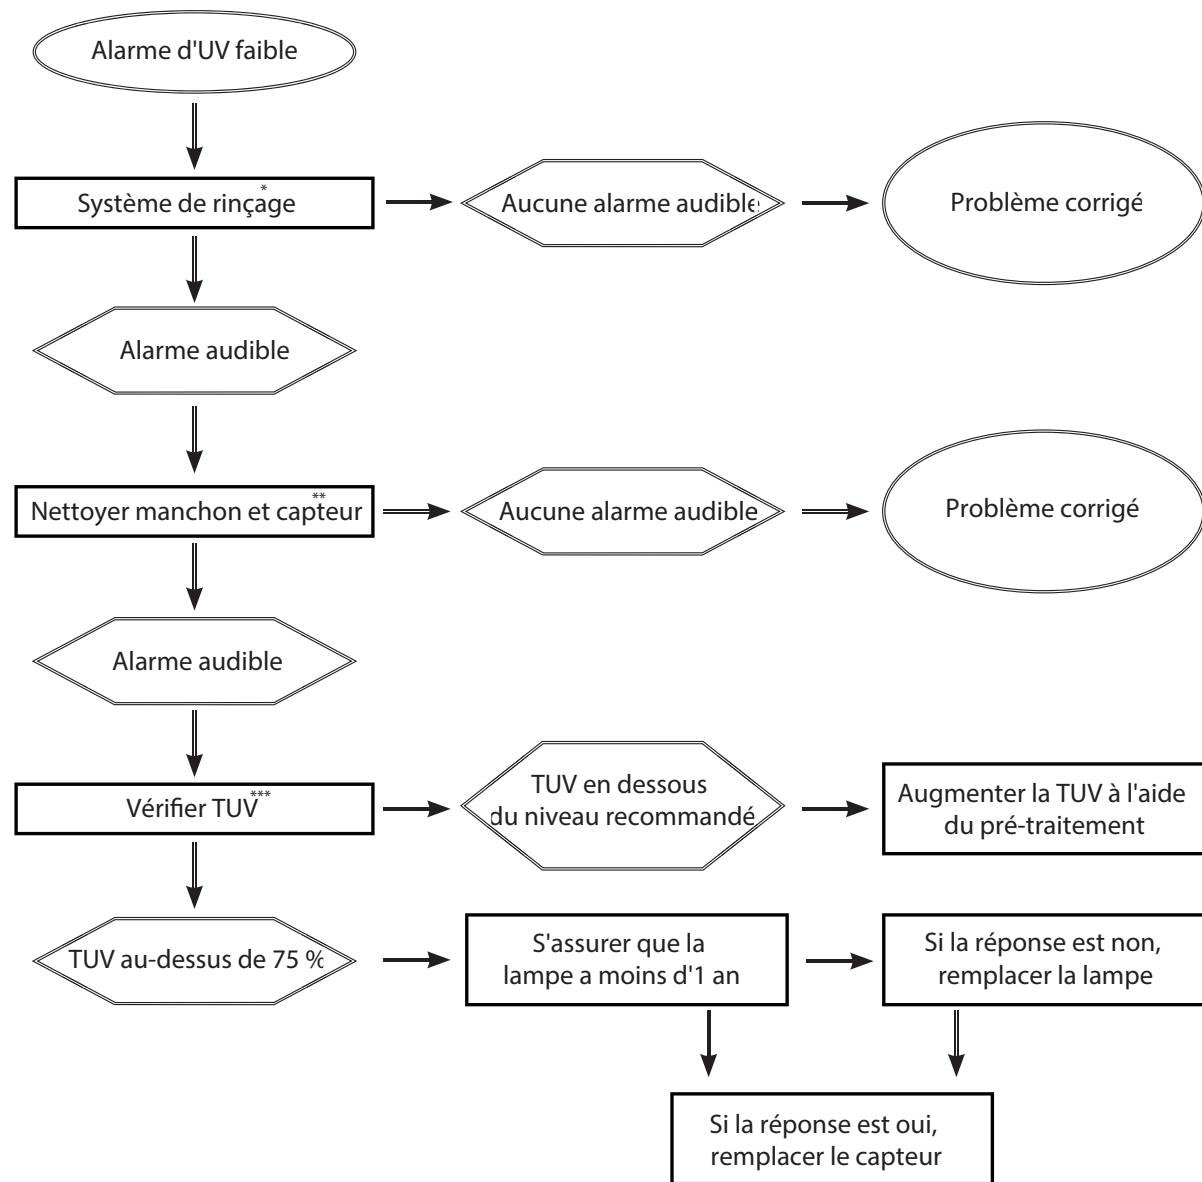 Alarme d'UV faible
Système de rinçage*
Aucune alarme audible
Problème corrigé
Alarme audible
Nettoyer manchon et capteur**
Aucune alarme audible
Problème corrigé
Alarme audible
Vérifier TUV***
TUV en dessous
du niveau recommandé
Augmenter la TUV à l'aide
du pré-traitement
TUV au-dessus de 75 %
S'assurer que la
lampe a moins d'1 an
Si la réponse est non,
remplacer la lampe
Si la réponse est oui,
remplacer le capteur